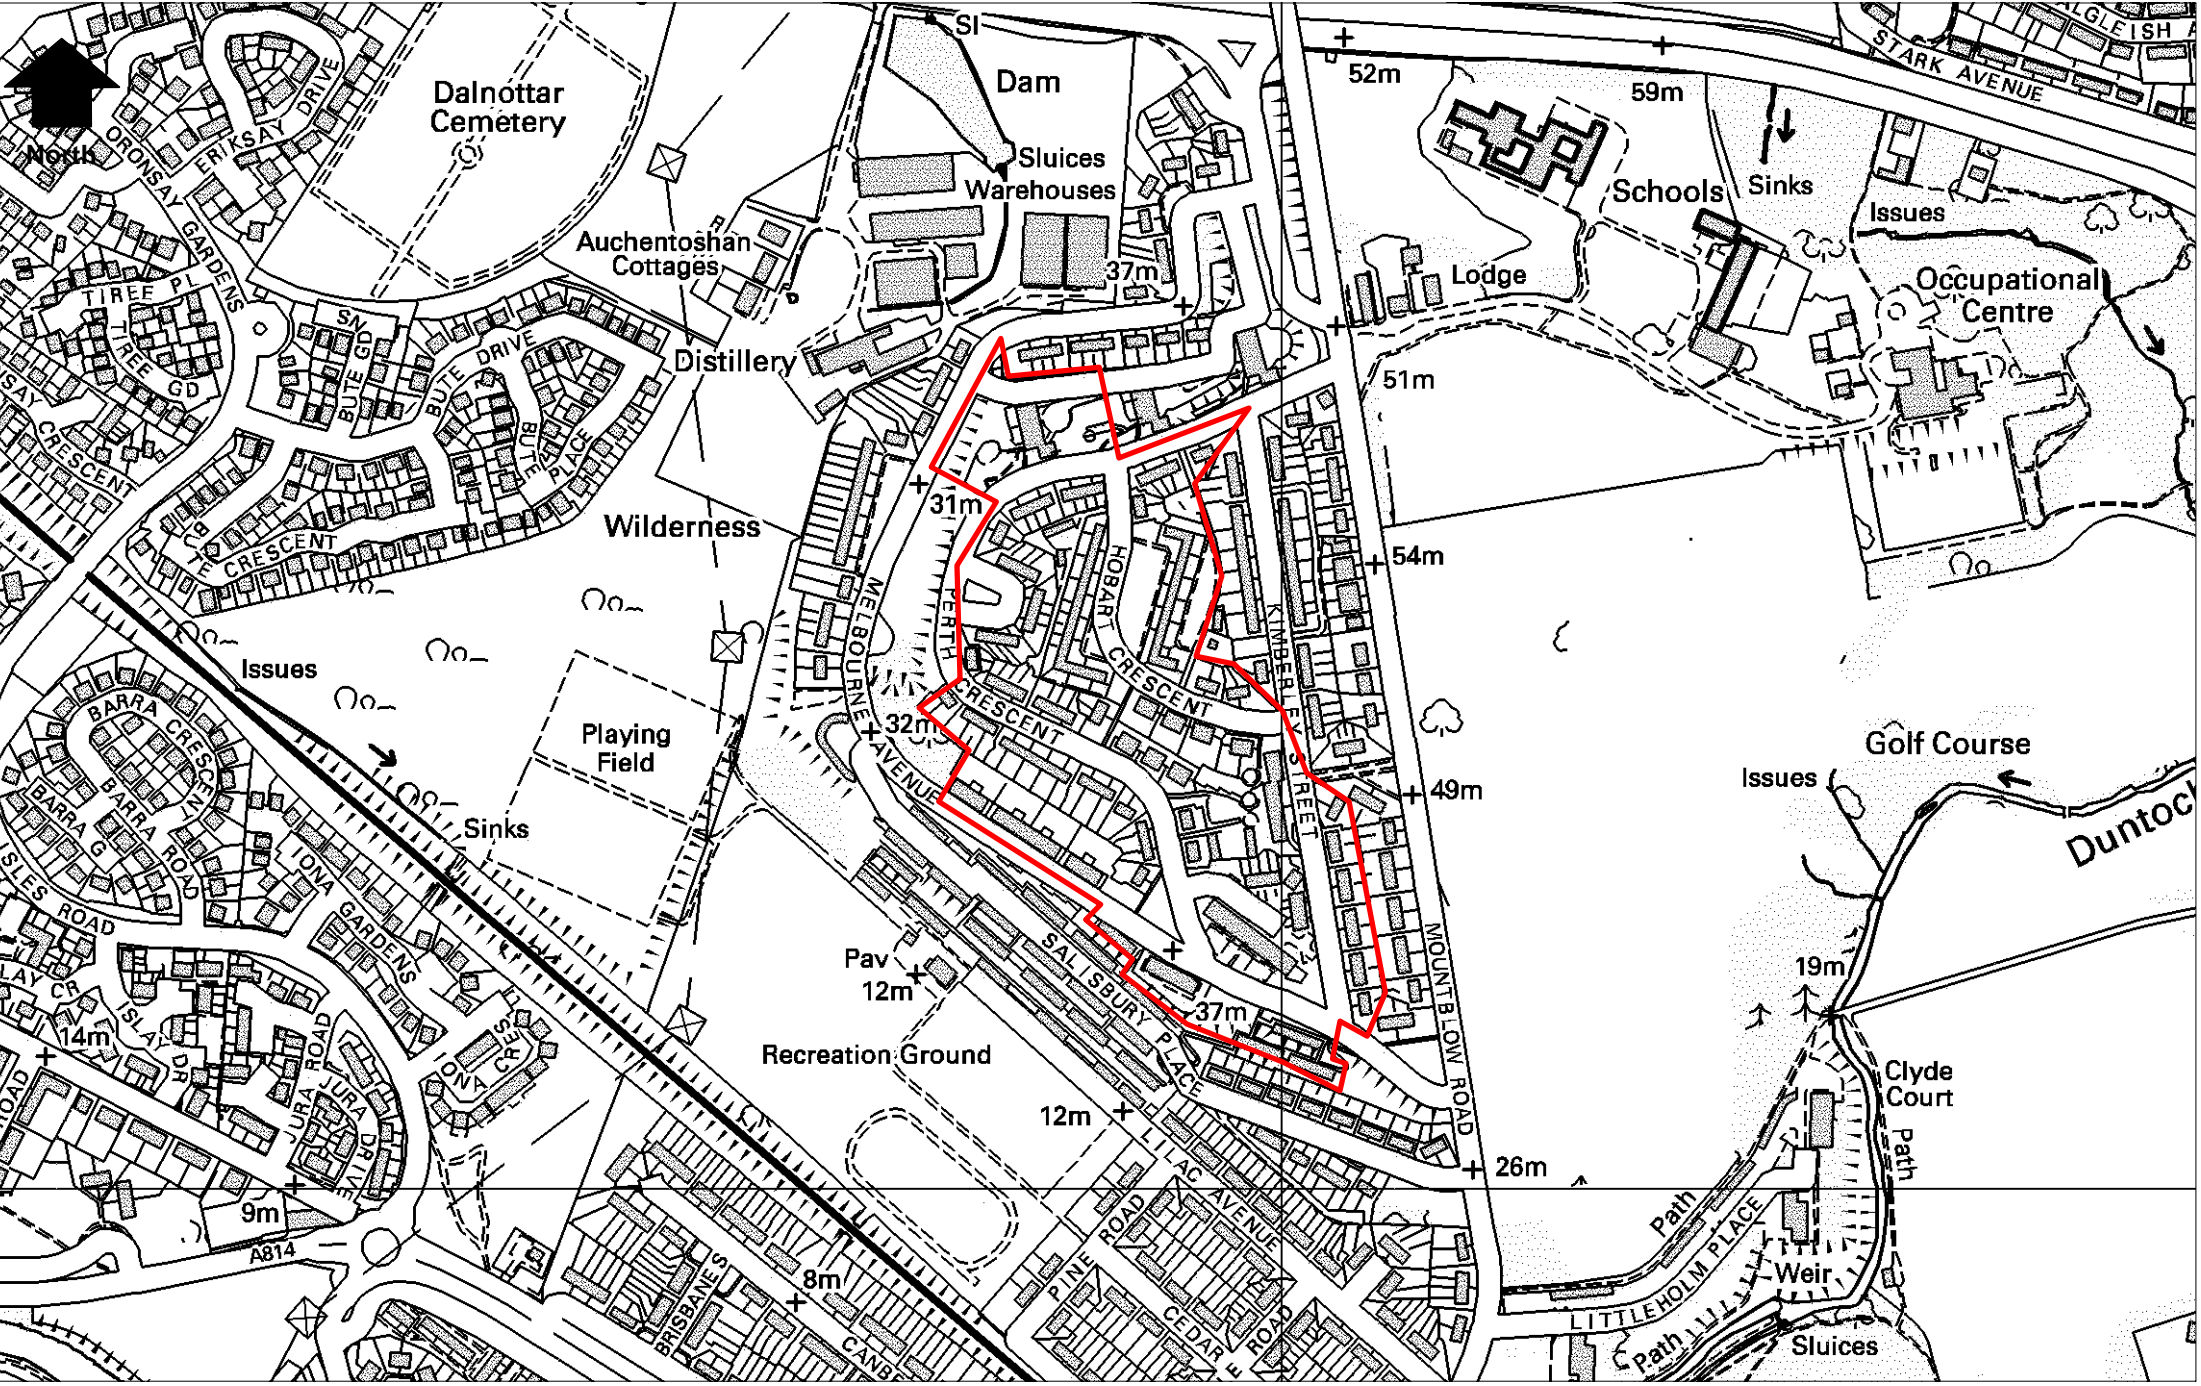 SI
Dam
52m
59m
STARK AVENUE
Dalnottar
Cemetery
North
ORONSAY GARDENS
ERIKSAY DRIVE
Sluices
Warehouses
Schools
Sinks
Issues
Auchentoshan
Cottages
37m
Lodge
Occupational
Centre
TIREE PL
TIREE GD
BUTE GD
BUTE DRIVE
BUTE PLACE
Distillery
51m
CRESCENT
31m
Wilderness
BUTE CRESCENT
54m
HOBART CRESCENT
MELBOURNE AVENUE
PERTH CRESCENT
KIMBERLEY STREET
Issues
BARRA CRESCENT
32m
Playing
Field
Golf Course
Issues
49m
BARRA G
BARRA ROAD
Sinks
IONA GARDENS
ISLES ROAD
SALISBURY PLACE
MOUNTBLOW ROAD
Pav
12m
19m
ISLAY DR
14m
37m
JURA ROAD
JURA DRIVE
IONA CRES
Recreation Ground
Clyde
Court
12m
LILAC AVENUE
Path
26m
ROAD
9m
A814
Path
LITTLEHOLM PLACE
PINE ROAD
8m
BRISBANE S
Weir
CEDAR
ROAD
Path
Sluices